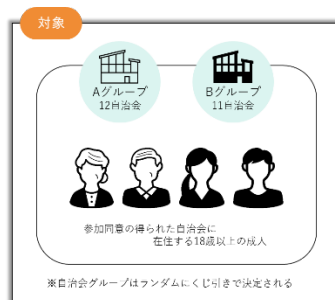 対象
Aグループ
12自治会
Bグループ
11自治会
参加同意の得られた自治会に
在住する18歳以上の成人
※自治会グループはランダムにくじ引きで決定される